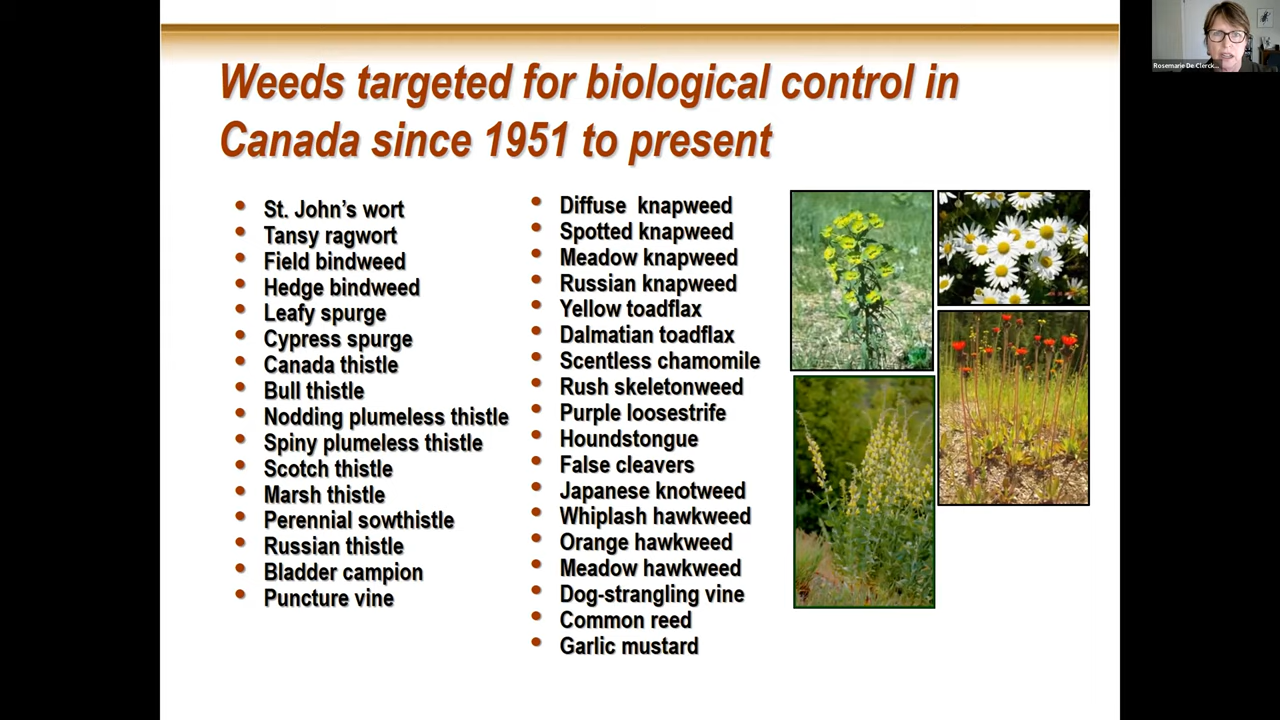 Weeds targeted for biological control in
Canada since 1951 to present
• St. John's wort
• Tansy ragwort
• Field bindweed
• Hedge bindweed
• Leafy spurge
• Cypress spurge
• Canada thistle
• Bull thistle
• Nodding plumeless thistle
• Spiny plumeless thistle
• Scotch thistle
• Marsh thistle
• Perennial sowthistle
• Russian thistle
• Bladder campion
• Puncture vine
• Diffuse knapweed
• Spotted knapweed
• Meadow knapweed
• Russian knapweed
• Yellow toadflax
• Dalmatian toadflax
• Scentless chamomile
• Rush skeletonweed
• Purple loosestrife
• Houndstongue
• False cleavers
• Japanese knotweed
• Whiplash hawkweed
• Orange hawkweed
• Meadow hawkweed
• Dog-strangling vine
• Common reed
• Garlic mustard
Rosemarie De Clerck...